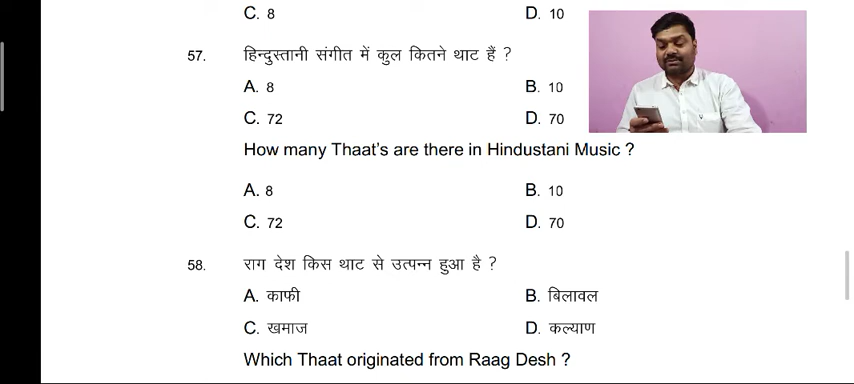 C. 8 D. 10
57. हिन्दुस्तानी संगीत में कुल कितने थाट हैं ?
A. 8 B. 10
C. 72 D. 70
How many Thaat's are there in Hindustani Music ?
A. 8 B. 10
C. 72 D. 70
58. राग देश किस थाट से उत्पन्न हुआ है ?
A. काफी B. बिलावल
C. खमाज D. कल्याण
Which Thaat originated from Raag Desh ?